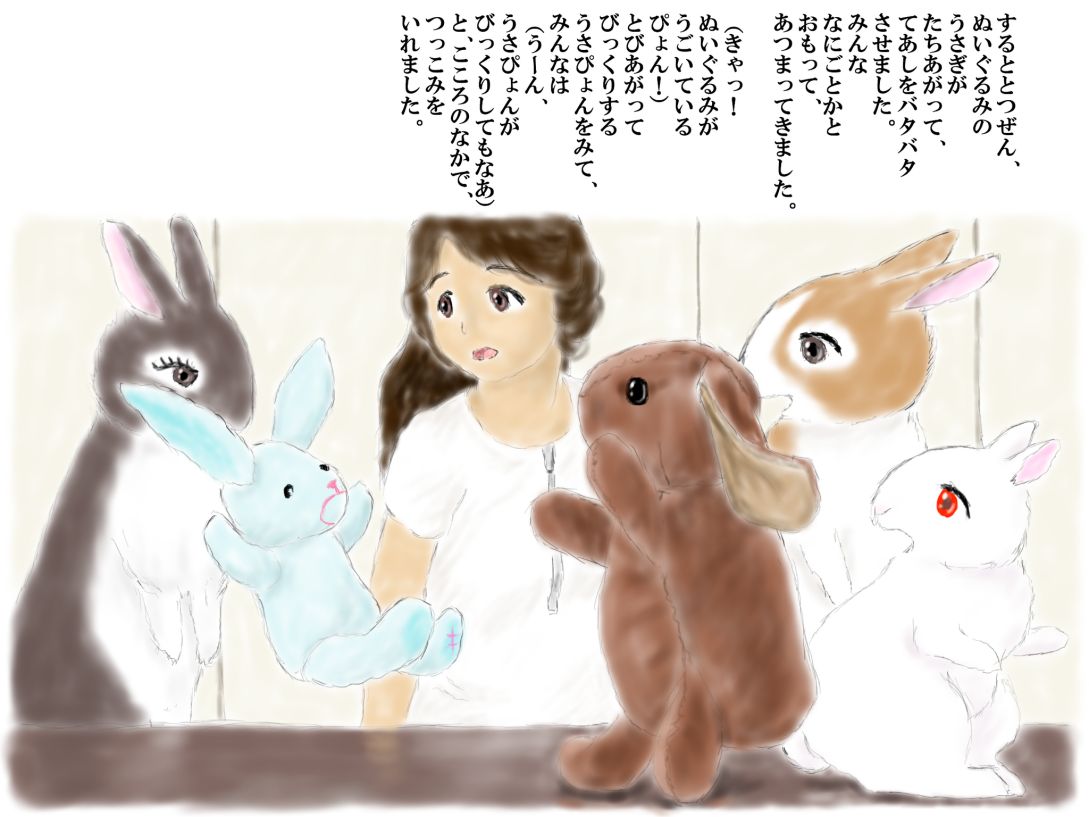 するととつぜん、
ぬいぐるみの
うさぎが
たちあがって、
てあしをバタバタ
させました。
みんな
なにごとかと
おもって、
あつまってきました。
（きゃっ！
ぬいぐるみが
うごいている
ぴょん！）
とびあがって
びっくりする
うさぴょんをみて、
みんなは
（うーん、
うさぴょんが
びっくりしてもなあ）
と、こころのなかで、
つっこみを
いれました。